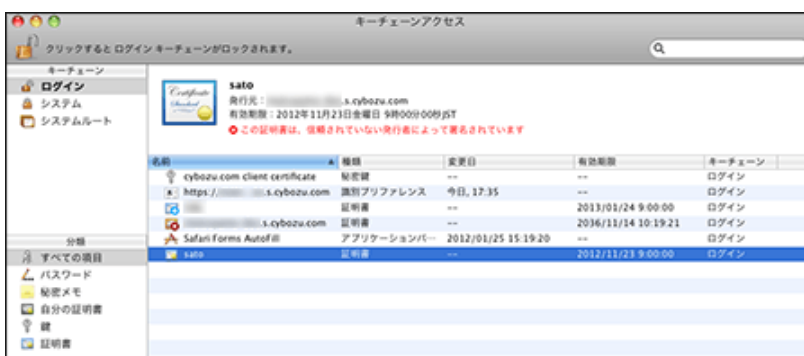 キーチェーンアクセス
クリックすると ログイン キーチェーンがロックされます。
キーチェーン
ログイン
システム
システムルート
Certificate
Standard
sato
発行元： .s.cybozu.com
有効期限：2012年11月23日金曜日 9時00分00秒JST
この証明書は、信頼されていない発行者によって署名されています
名前 種類 変更日 有効期限 キーチェーン
cybozu.com client certificate 秘密鍵 -- -- ログイン
https:// .s.cybozu.com 識別プリファレンス 今日, 17:35 -- ログイン
証明書 -- 2013/01/24 9:00:00 ログイン
.s.cybozu.com 証明書 -- 2036/11/14 10:19:21 ログイン
Safari Forms AutoFill アプリケーションパ… 2012/01/25 15:19:20 -- ログイン
sato 証明書 -- 2012/11/23 9:00:00 ログイン
分類
すべての項目
パスワード
秘密メモ
自分の証明書
鍵
証明書